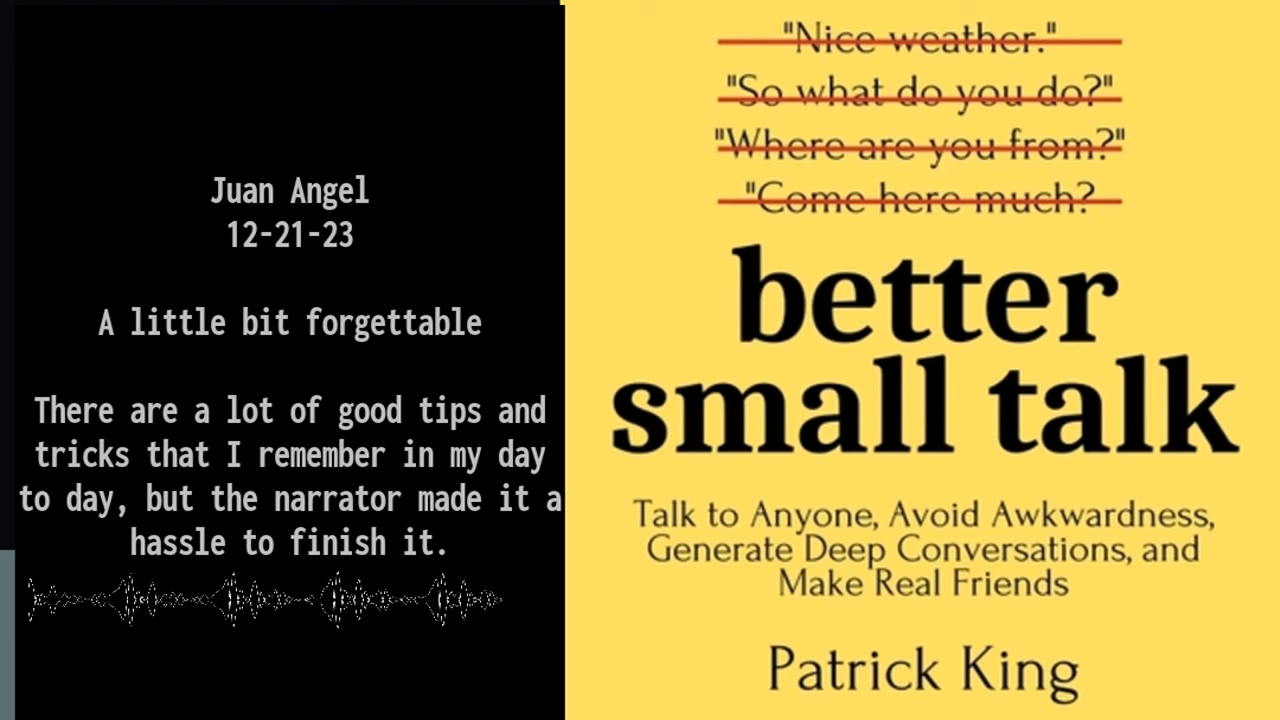 Juan Angel
12-21-23
A little bit forgettable
There are a lot of good tips and
tricks that I remember in my day
to day, but the narrator made it a
hassle to finish it.
"Nice weather."
"So what do you do?"
"Where are you from?"
"Come here much?
better
small talk
Talk to Anyone, Avoid Awkwardness,
Generate Deep Conversations, and
Make Real Friends
Patrick King